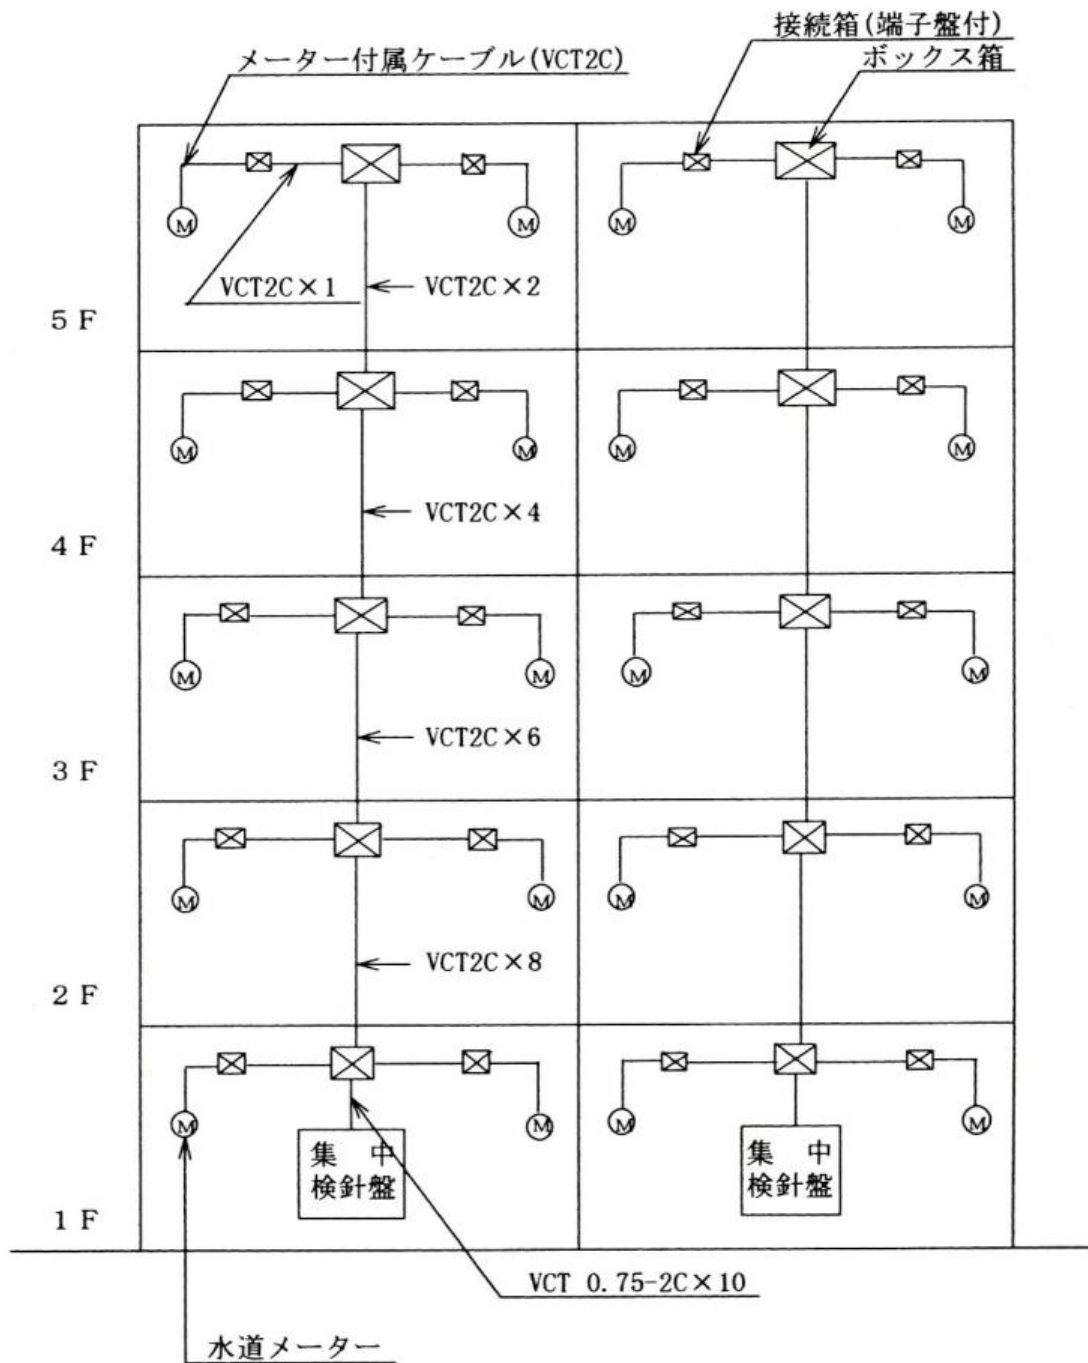 接続箱(端子盤付)
メーター付属ケーブル(VCT2C)
ボックス箱
M M M M
VCT2C×1
VCT2C×2
5F
M M M M
VCT2C×4
4F
M M M M
VCT2C×6
3F
M M M M
VCT2C×8
2F
M M M M
集 中
検針盤
集 中
検針盤
1F
VCT 0.75-2C×10
水道メーター